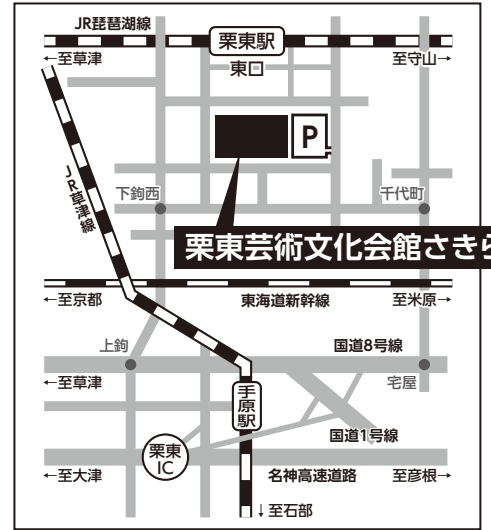 JR琵琶湖線
栗東駅
←至草津
東口
至守山→
P
JR草津線
下鈎西
千代町
栗東芸術文化会館さきら
←至京都
東海道新幹線
至米原→
上鈎
国道8号線
←至草津
宅屋
手原駅
国道1号線
栗東
IC
←至大津
名神高速道路
至彦根→
↓至石部